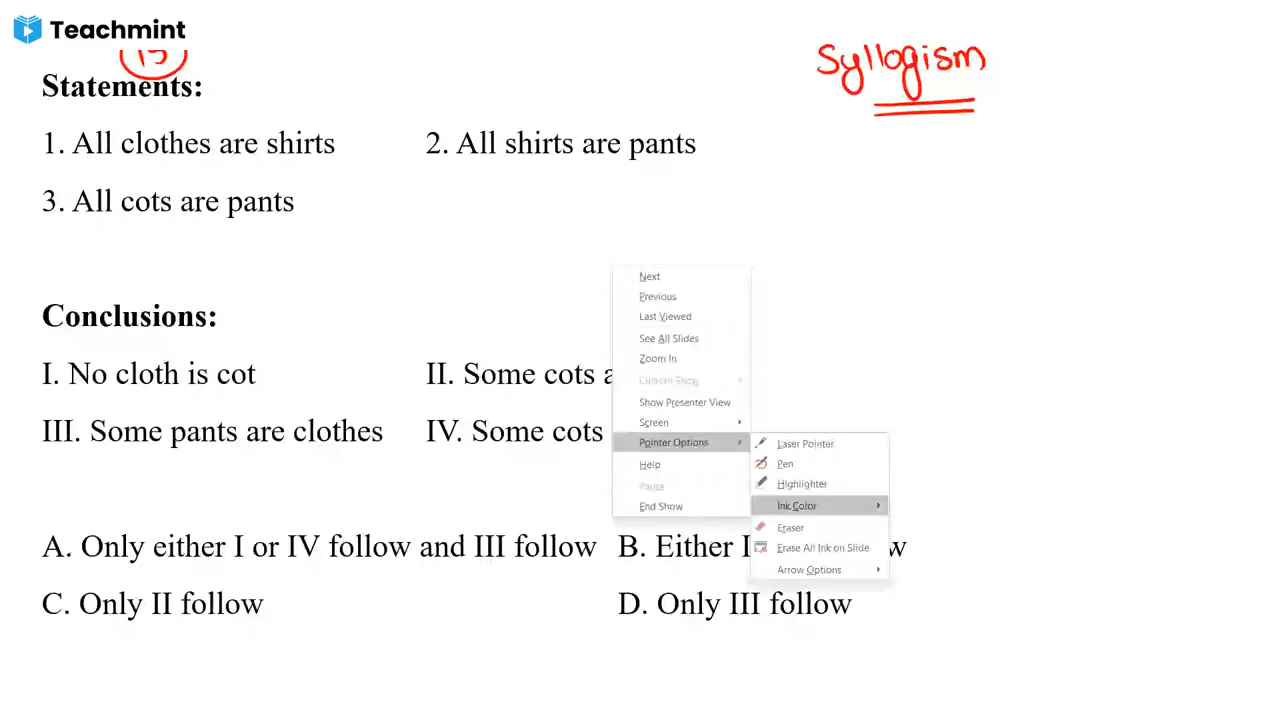 Teachmint
15
Syllogism
Statements:
1. All clothes are shirts 2. All shirts are pants
3. All cots are pants
Conclusions:
I. No cloth is cot II. Some cots
III. Some pants are clothes IV. Some cots
A. Only either I or IV follow and III follow B. Either I
C. Only II follow D. Only III follow
Next
Previous
Last Viewed
See All Slides
Zoom In
Custom Show
Show Presenter View
Screen
Pointer Options
Help
Pause
End Show
Laser Pointer
Pen
Highlighter
Ink Color
Eraser
Erase All Ink on Slide
Arrow Options